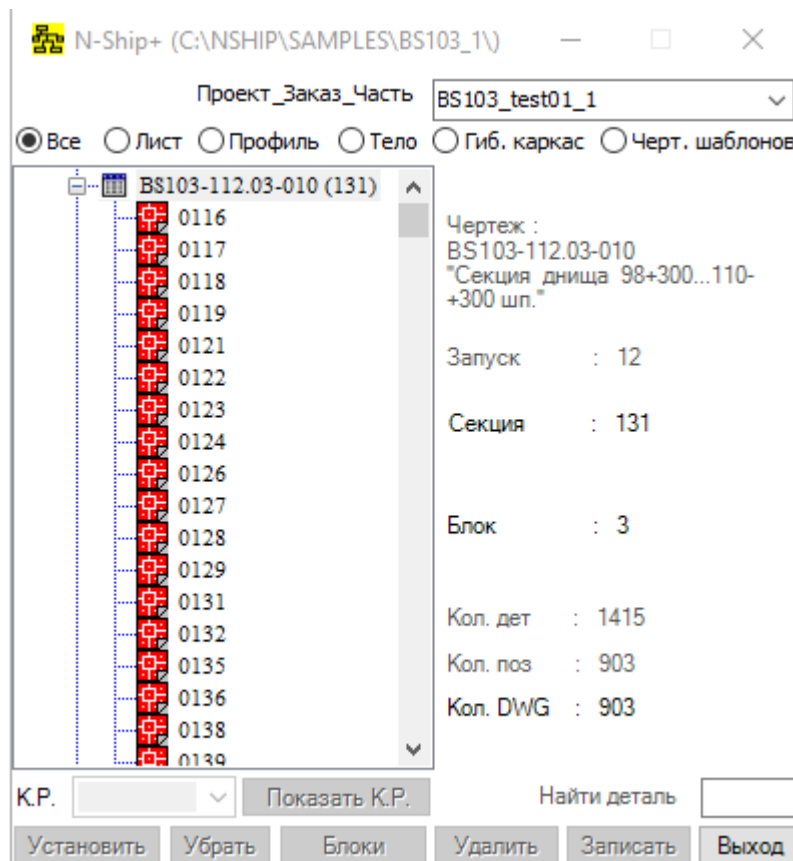 N-Ship+ (C:\NSHIP\SAMPLES\BS103_1\)
Проект_Заказ_Часть BS103_test01_1
Все Лист Профиль Тело Гиб. каркас Черт. шаблонов
BS103-112.03-010 (131)
0116
0117
0118
0119
0121
0122
0123
0124
0126
0127
0128
0129
0131
0132
0135
0136
0138
0139
Чертеж :
BS103-112.03-010
"Секция днища 98+300...110-
+300 шп."
Запуск : 12
Секция : 131
Блок : 3
Кол. дет : 1415
Кол. поз : 903
Кол. DWG : 903
К.Р. Показать К.Р. Найти деталь
Установить Убрать Блоки Удалить Записать Выход